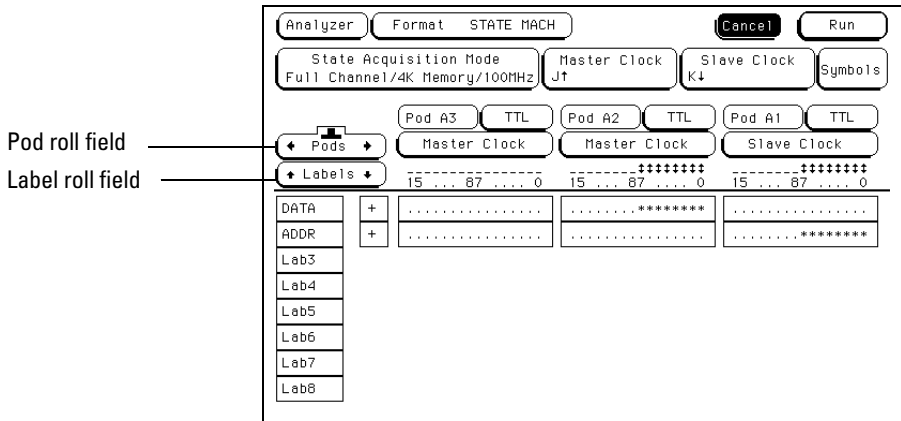 Analyzer Format STATE MACH Cancel Run
State Acquisition Mode
Full Channel/4K Memory/100MHz
Master Clock
J↑
Slave Clock
K↓
Symbols
Pod A3 TTL Pod A2 TTL Pod A1 TTL
Pod roll field
← Pods → Master Clock Master Clock Slave Clock
Label roll field
↑ Labels ↓
15 ... 87 .... 0 15 ... 87 .... 0 15 ... 87 .... 0
DATA + ................ ........******** ................
ADDR + ................ ................ ........********
Lab3
Lab4
Lab5
Lab6
Lab7
Lab8